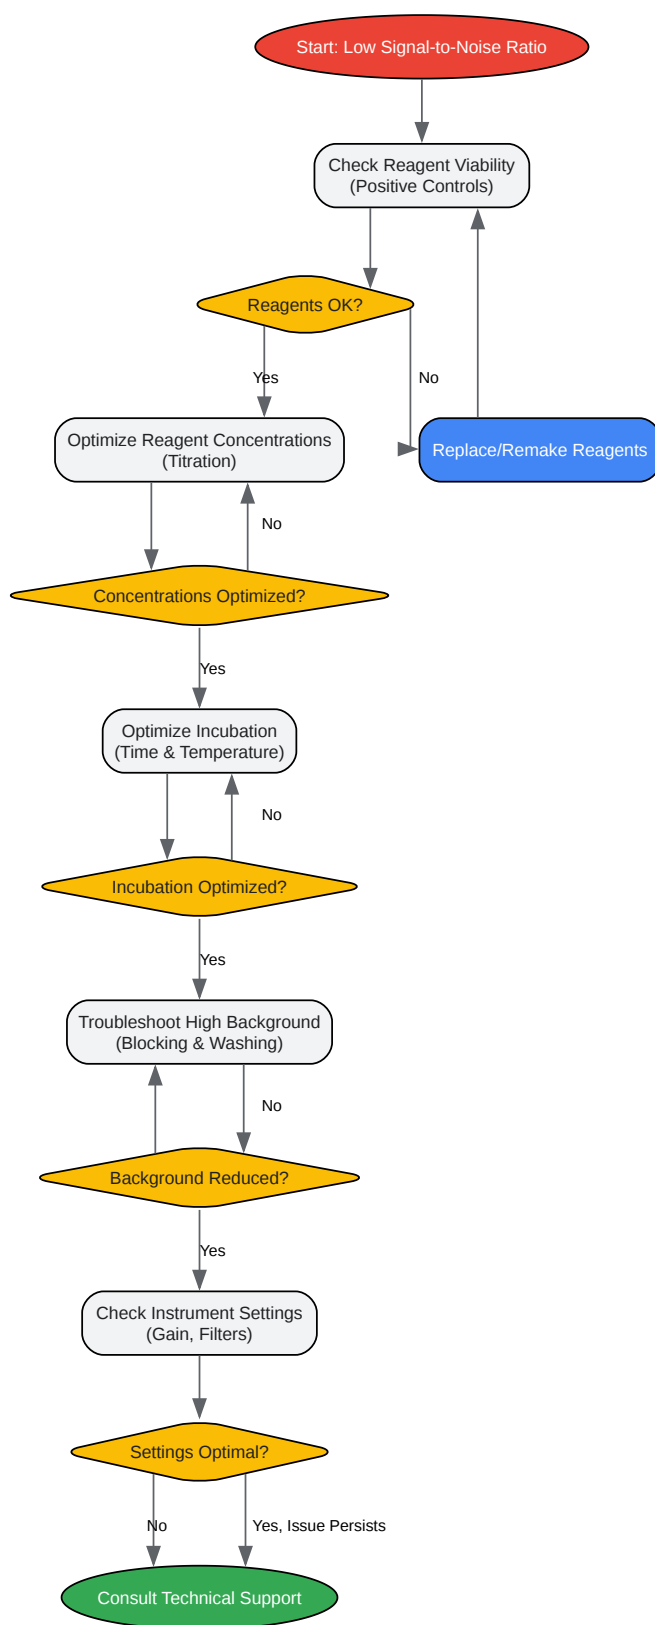 Start: Low Signal-to-Noise Ratio
Check Reagent Viability
(Positive Controls)
Reagents OK?
Yes
No
Optimize Reagent Concentrations
(Titration)
Replace/Remake Reagents
No
Concentrations Optimized?
Yes
Optimize Incubation
(Time & Temperature)
No
Incubation Optimized?
Yes
Troubleshoot High Background
(Blocking & Washing)
No
Background Reduced?
Yes
Check Instrument Settings
(Gain, Filters)
Settings Optimal?
No
Yes, Issue Persists
Consult Technical Support